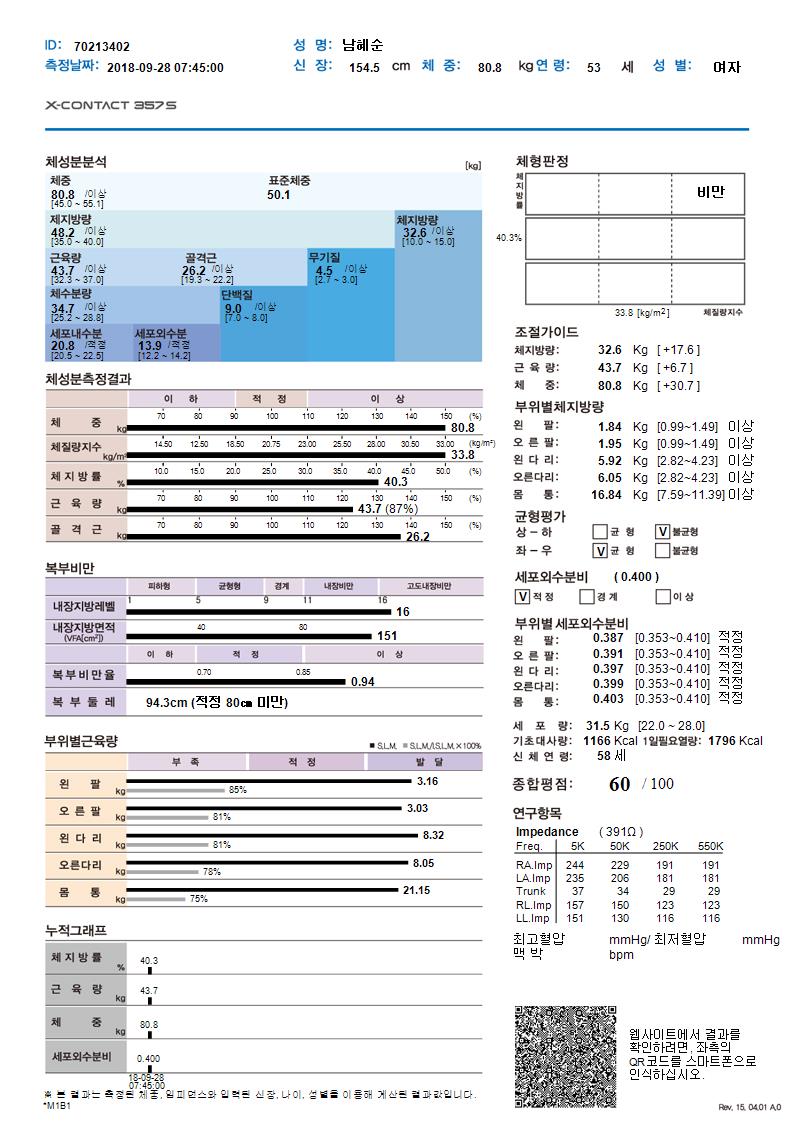 ID: 70213402 성 명: 남혜순
측정날짜: 2018-09-28 07:45:00 신 장: 154.5 cm 체 중: 80.8 kg 연령: 53 세 성 별: 여자
X-CONTACT 357S
체성분분석 [kg]
체중 표준체중
80.8 /이상 50.1
[45.0 ~ 55.1]
제지방량 체지방량
48.2 /이상 32.6 /이상
[35.0 ~ 40.0] [10.0 ~ 15.0]
근육량 골격근 무기질
43.7 /이상 26.2 /이상 4.5 /이상
[32.3 ~ 37.0] [19.3 ~ 22.2] [2.7 ~ 3.0]
체수분량 단백질
34.7 /이상 9.0 /이상
[25.2 ~ 28.8] [7.0 ~ 8.0]
세포내수분 세포외수분
20.8 /적정 13.9 /적정
[20.5 ~ 22.5] [12.2 ~ 14.2]
체성분측정결과
이 하 적 정 이 상
70 80 90 100 110 120 130 140 150 (%)
체 중 kg 80.8
14.50 12.50 18.50 20.75 23.00 25.50 28.00 30.50 33.00 (kg/m²)
체질량지수 kg/m² 33.8
10.0 15.0 20.0 25.0 30.0 35.0 40.0 45.0 50.0 (%)
체 지 방 률 % 40.3
70 80 90 100 110 120 130 140 150 (%)
근 육 량 kg 43.7 (87%)
70 80 90 100 110 120 130 140 150 (%)
골 격 근 kg 26.2
복부비만
피하형 균형형 경계 내장비만 고도내장비만
1 5 9 11 16
내장지방레벨 16
40 80
내장지방면적 (VFA[cm²]) 151
이 하 적 정 이 상
0.70 0.85
복부비만율 0.94
복 부 둘 레 94.3cm (적정 80㎝ 미만)
부위별근육량 ■ S.L.M. ■ S.L.M./I.S.L.M.×100%
부 족 적 정 발 달
왼 팔 kg 3.16
85%
오 른 팔 kg 3.03
81%
왼 다 리 kg 8.32
81%
오른다리 kg 8.05
78%
몸 통 kg 21.15
75%
누적그래프
체 지 방 률 % 40.3
근 육 량 kg 43.7
체 중 kg 80.8
세포외수분비 0.400
18-09-28
07:45:00
※ 본 결과는 측정된 체중, 임피던스와 입력된 신장, 나이, 성별을 이용해 계산된 결과값입니다.
*M1B1
체형판정
체지방률
비만
40.3%
33.8 [kg/m²] 체질량지수
조절가이드
체지방량: 32.6 Kg [ +17.6 ]
근 육 량: 43.7 Kg [ +6.7 ]
체 중: 80.8 Kg [ +30.7 ]
부위별체지방량
왼 팔: 1.84 Kg [0.99~1.49] 이상
오 른 팔: 1.95 Kg [0.99~1.49] 이상
왼 다 리: 5.92 Kg [2.82~4.23] 이상
오른다리: 6.05 Kg [2.82~4.23] 이상
몸 통: 16.84 Kg [7.59~11.39] 이상
균형평가
상 – 하 균 형 V 불균형
좌 – 우 V 균 형 불균형
세포외수분비 ( 0.400 )
V 적 정 경 계 이 상
부위별 세포외수분비
왼 팔: 0.387 [0.353~0.410] 적정
오 른 팔: 0.391 [0.353~0.410] 적정
왼 다 리: 0.397 [0.353~0.410] 적정
오른다리: 0.399 [0.353~0.410] 적정
몸 통: 0.403 [0.353~0.410] 적정
세 포 량: 31.5 Kg [22.0 ~ 28.0]
기초대사량: 1166 Kcal 1일필요열량: 1796 Kcal
신 체 연 령: 58 세
종합평점: 60 / 100
연구항목
Impedance ( 391Ω )
Freq. 5K 50K 250K 550K
RA.Imp 244 229 191 191
LA.Imp 235 206 181 181
Trunk 37 34 29 29
RL.Imp 157 150 123 123
LL.Imp 151 130 116 116
최고혈압 mmHg/ 최저혈압 mmHg
맥 박 bpm
웹사이트에서 결과를
확인하려면, 좌측의
QR코드를 스마트폰으로
인식하십시오.
Rev, 15, 04.01 A.0